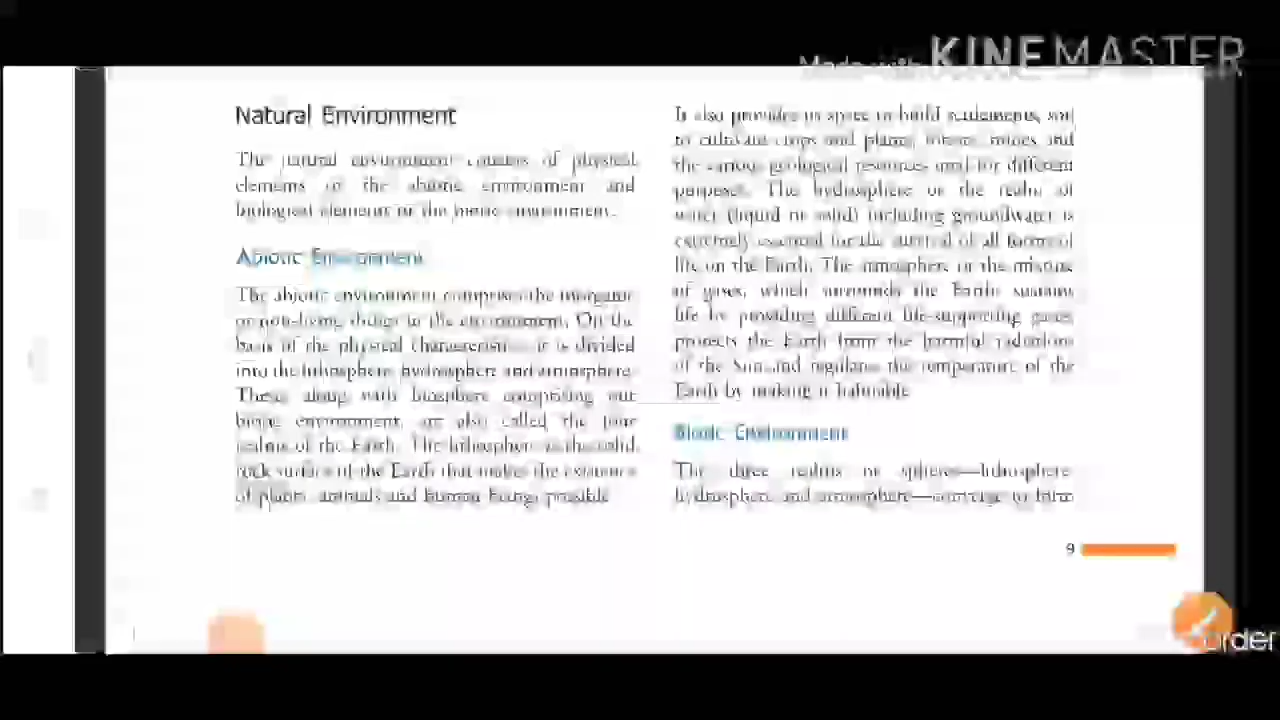 Made with KINEMASTER
Natural Environment
The natural environment consists of physical
elements or the abiotic environment and
biological elements or the biotic environment.
Abiotic Environment
The abiotic environment comprises the inorganic
or non-living things in the environment. On the
basis of the physical characteristics, it is divided
into the lithosphere, hydrosphere and atmosphere.
These, along with biosphere comprising our
biotic environment, are also called the four
realms of the Earth. The lithosphere is the solid
rock surface of the Earth that makes the existence
of plants, animals and human beings possible.
It also provides us space to build settlements, soil
to cultivate crops and plants, forests, mines and
the various geological resources used for different
purposes. The hydrosphere or the realm of
water (liquid or solid) including groundwater is
extremely essential for the survival of all forms of
life on the Earth. The atmosphere or the mixture
of gases, which surrounds the Earth sustains
life by providing different life-supporting gases,
protects the Earth from the harmful radiations
of the Sun and regulates the temperature of the
Earth by making it habitable.
Biotic Environment
The three realms or spheres—lithosphere,
hydrosphere and atmosphere—converge to form
9